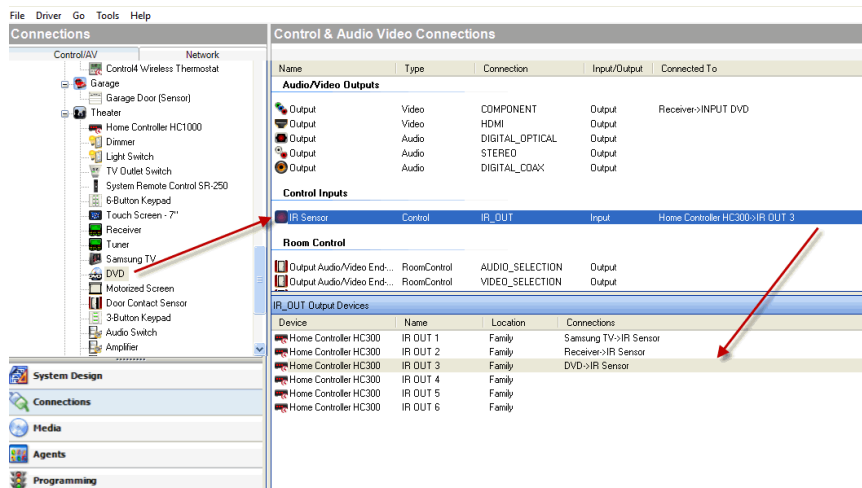 File Driver Go Tools Help
Connections
Control/AV Network
Control4 Wireless Thermostat
Garage
Garage Door (Sensor)
Theater
Home Controller HC1000
Dimmer
Light Switch
TV Outlet Switch
System Remote Control SR-250
6-Button Keypad
Touch Screen - 7"
Receiver
Tuner
Samsung TV
DVD
Motorized Screen
Door Contact Sensor
3-Button Keypad
Audio Switch
Amplifier
System Design
Connections
Media
Agents
Programming
Control & Audio Video Connections
Name Type Connection Input/Output Connected To
Audio/Video Outputs
Output Video COMPONENT Output Receiver->INPUT DVD
Output Video HDMI Output
Output Audio DIGITAL_OPTICAL Output
Output Audio STEREO Output
Output Audio DIGITAL_COAX Output
Control Inputs
IR Sensor Control IR_OUT Input Home Controller HC300->IR OUT 3
Room Control
Output Audio/Video End-... RoomControl AUDIO_SELECTION Output
Output Audio/Video End-... RoomControl VIDEO_SELECTION Output
IR_OUT Output Devices
Device Name Location Connections
Home Controller HC300 IR OUT 1 Family Samsung TV->IR Sensor
Home Controller HC300 IR OUT 2 Family Receiver->IR Sensor
Home Controller HC300 IR OUT 3 Family DVD->IR Sensor
Home Controller HC300 IR OUT 4 Family
Home Controller HC300 IR OUT 5 Family
Home Controller HC300 IR OUT 6 Family